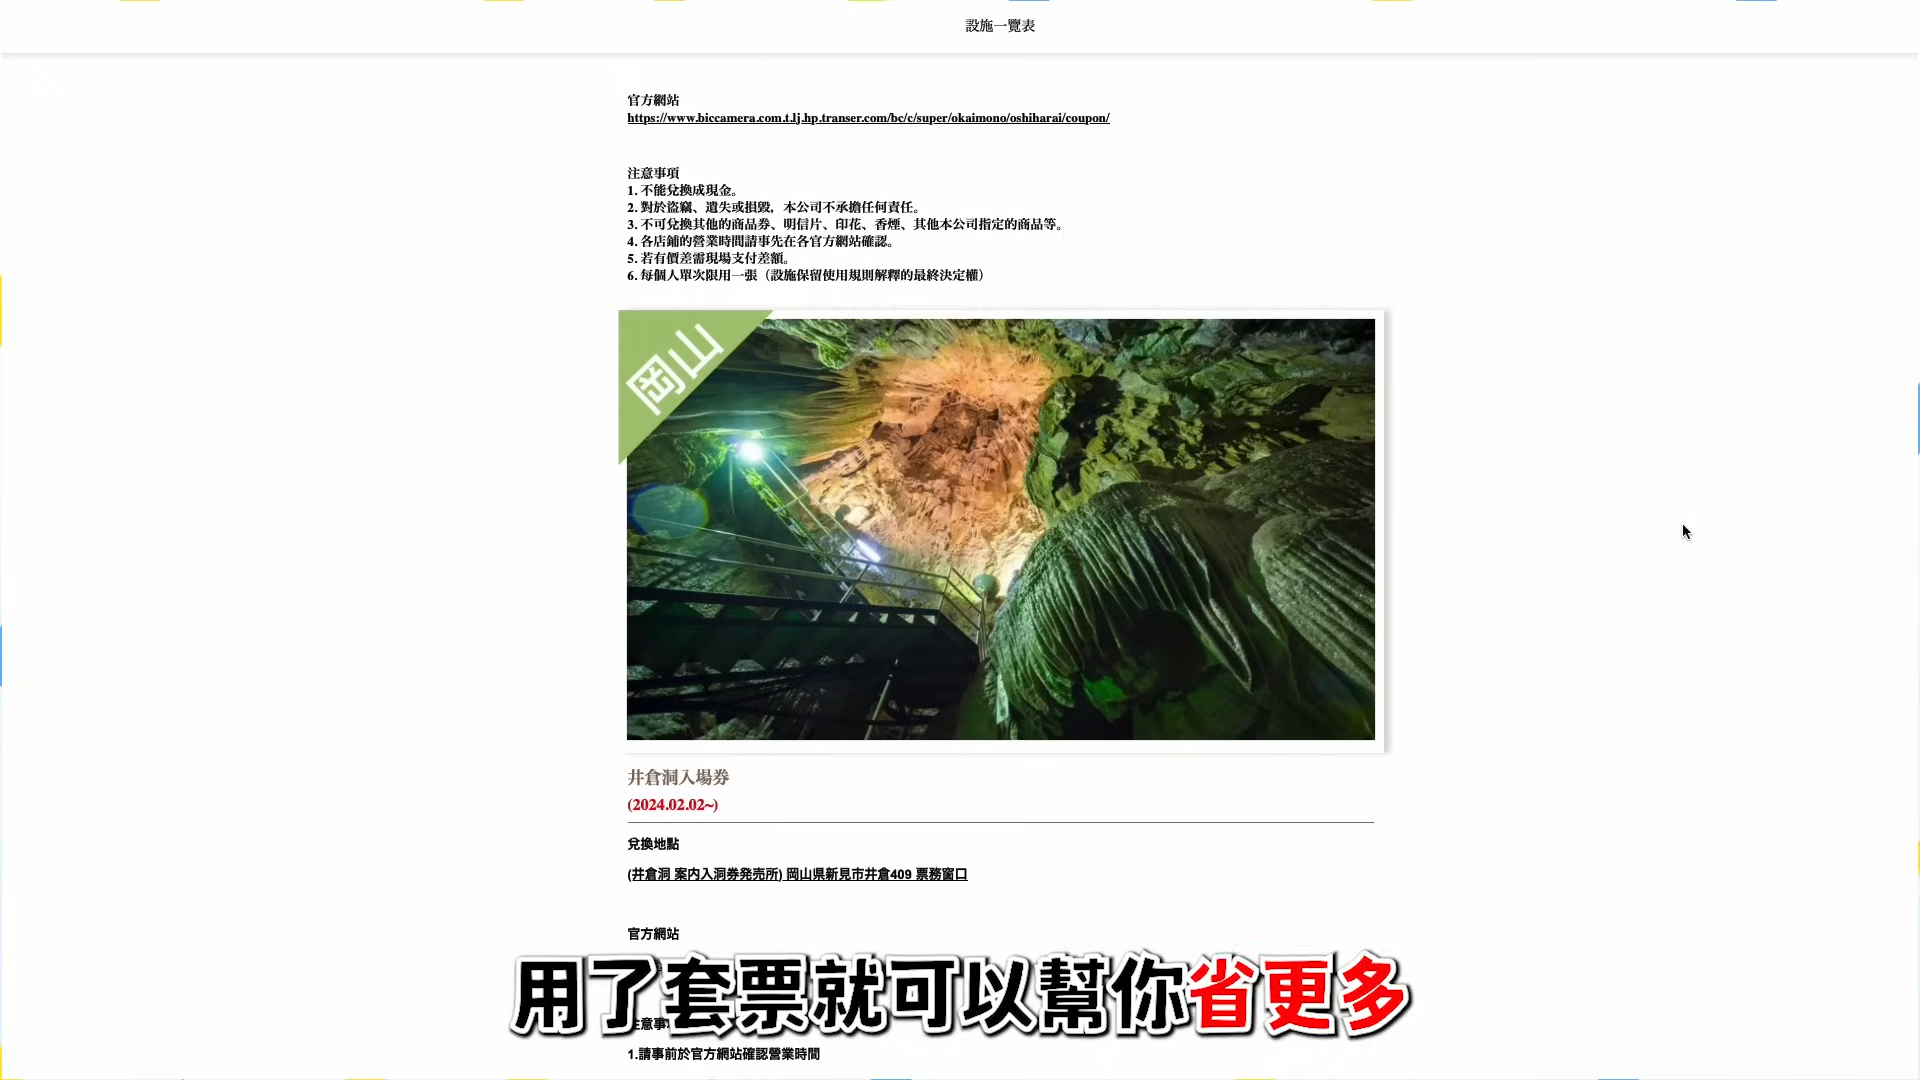 設施一覽表
官方網站
https://www.biccamera.com.t.lj.hp.transer.com/bc/c/super/okaimono/oshiharai/coupon/
注意事項
1. 不能兌換成現金。
2. 對於盜竊、遺失或損毀，本公司不承擔任何責任。
3. 不可兌換其他的商品券、明信片、印花、香煙、其他本公司指定的商品等。
4. 各店鋪的營業時間請事先在各官方網站確認。
5. 若有價差需現場支付差額。
6. 每個人單次限用一張（設施保留使用規則解釋的最終決定權）
岡山
井倉洞入場券
(2024.02.02~)
兌換地點
(井倉洞 案内入洞券発売所) 岡山県新見市井倉409 票務窗口
官方網站
用了套票就可以幫你省更多
注意事
1.請事前於官方網站確認營業時間